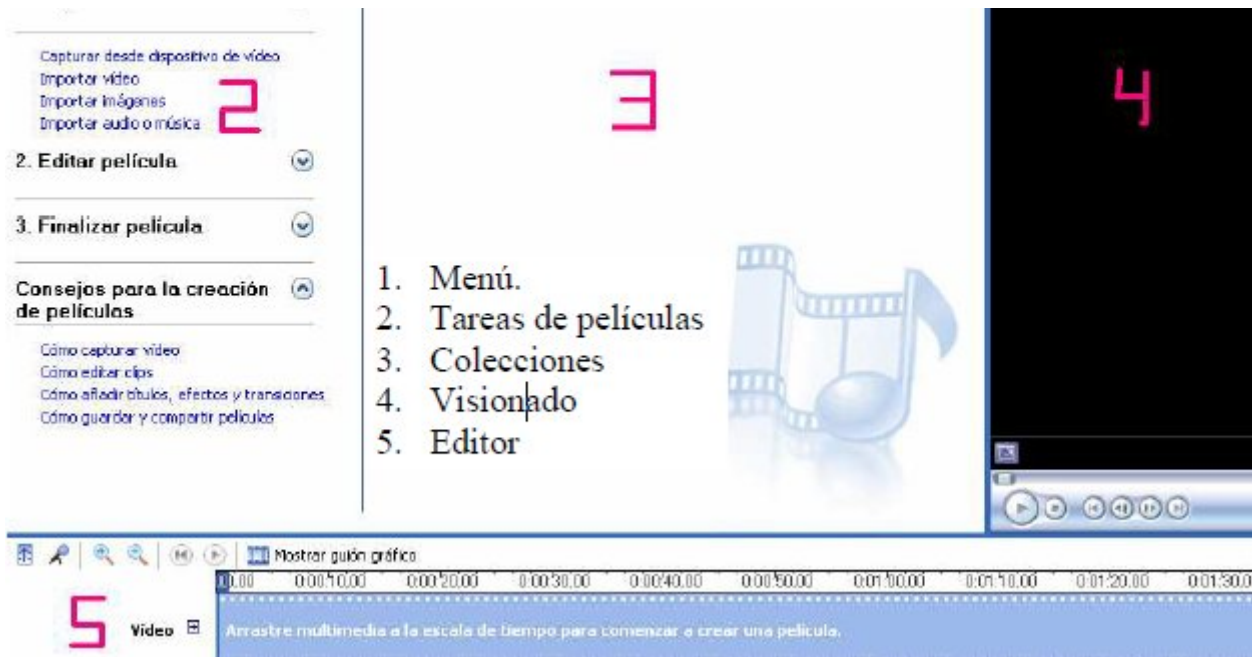 Capturar desde dispositivo de vídeo
Importar vídeo
Importar imágenes
Importar audio o música
2
2. Editar película
3. Finalizar película
Consejos para la creación
de películas
Cómo capturar vídeo
Cómo editar clips
Cómo añadir títulos, efectos y transiciones
Cómo guardar y compartir películas
3
1. Menú.
2. Tareas de películas
3. Colecciones
4. Visionado
5. Editor
4
Mostrar guión gráfico
0:00:10.00 0:00:20.00 0:00:30.00 0:00:40.00 0:00:50.00 0:01:00.00 0:01:10.00 0:01:20.00
5
Vídeo
Arrastre multimedia a la escala de tiempo para comenzar a crear una película.